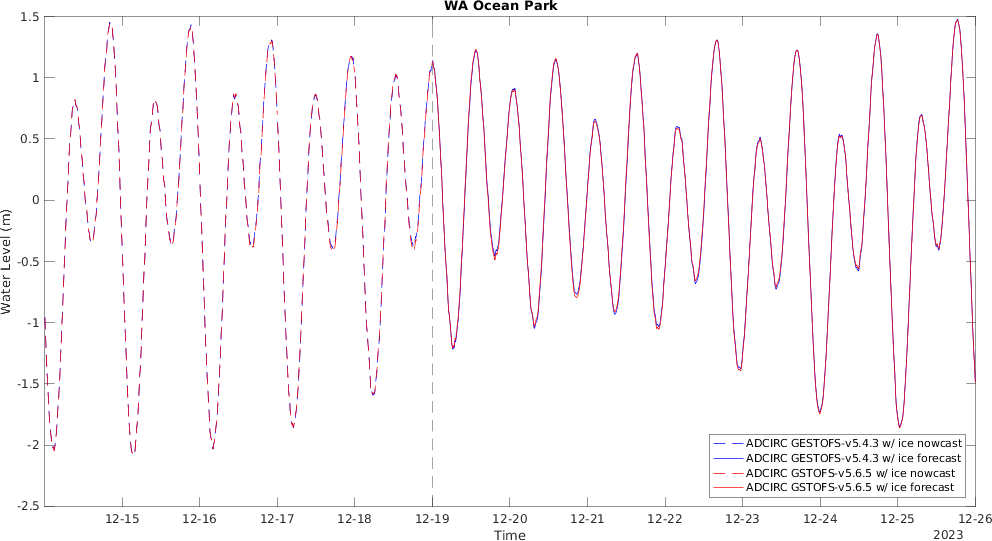 WA Ocean Park
1.5
1
0.5
0
-0.5
-1
-1.5
-2
-2.5
Water Level (m)
ADCIRC GESTOFS-v5.4.3 w/ ice nowcast
ADCIRC GESTOFS-v5.4.3 w/ ice forecast
ADCIRC GSTOFS-v5.6.5 w/ ice nowcast
ADCIRC GSTOFS-v5.6.5 w/ ice forecast
12-15 12-16 12-17 12-18 12-19 12-20 12-21 12-22 12-23 12-24 12-25 12-26
Time
2023